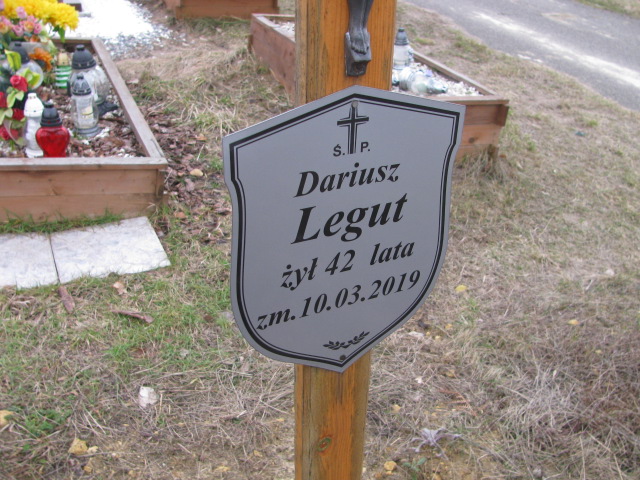 Ś. P.
Dariusz
Legut
żył 42 lata
zm. 10.03.2019